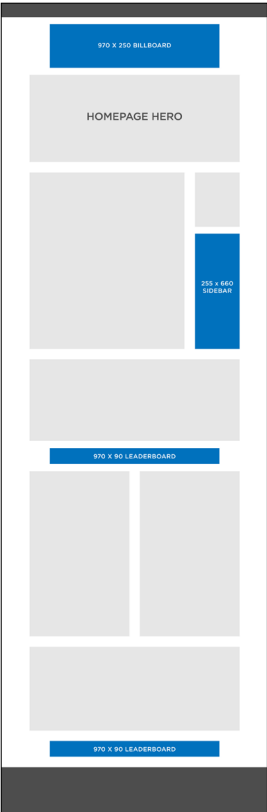 970 X 250 BILLBOARD
HOMEPAGE HERO
255 x 660
SIDEBAR
970 X 90 LEADERBOARD
970 X 90 LEADERBOARD